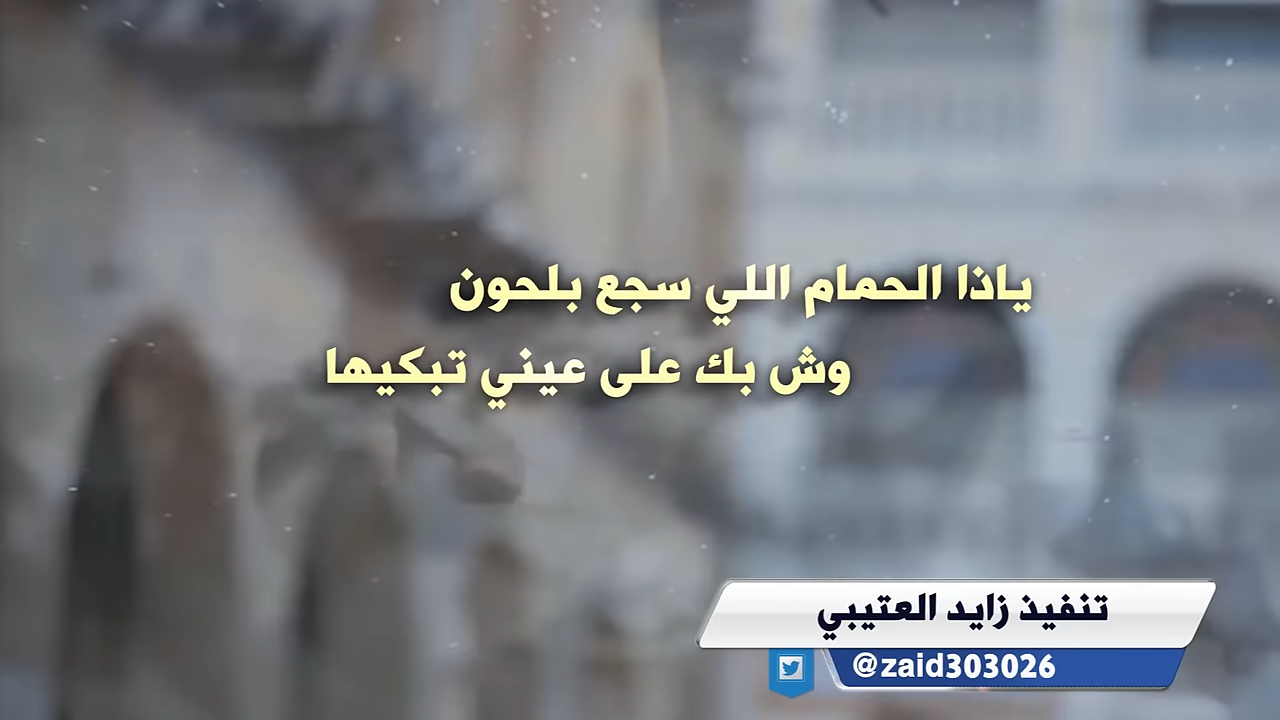 ياذا الحمام اللي سجع بلحون
وش بك على عيني تبكيها
تنفيذ زايد العتيبي
@zaid303026